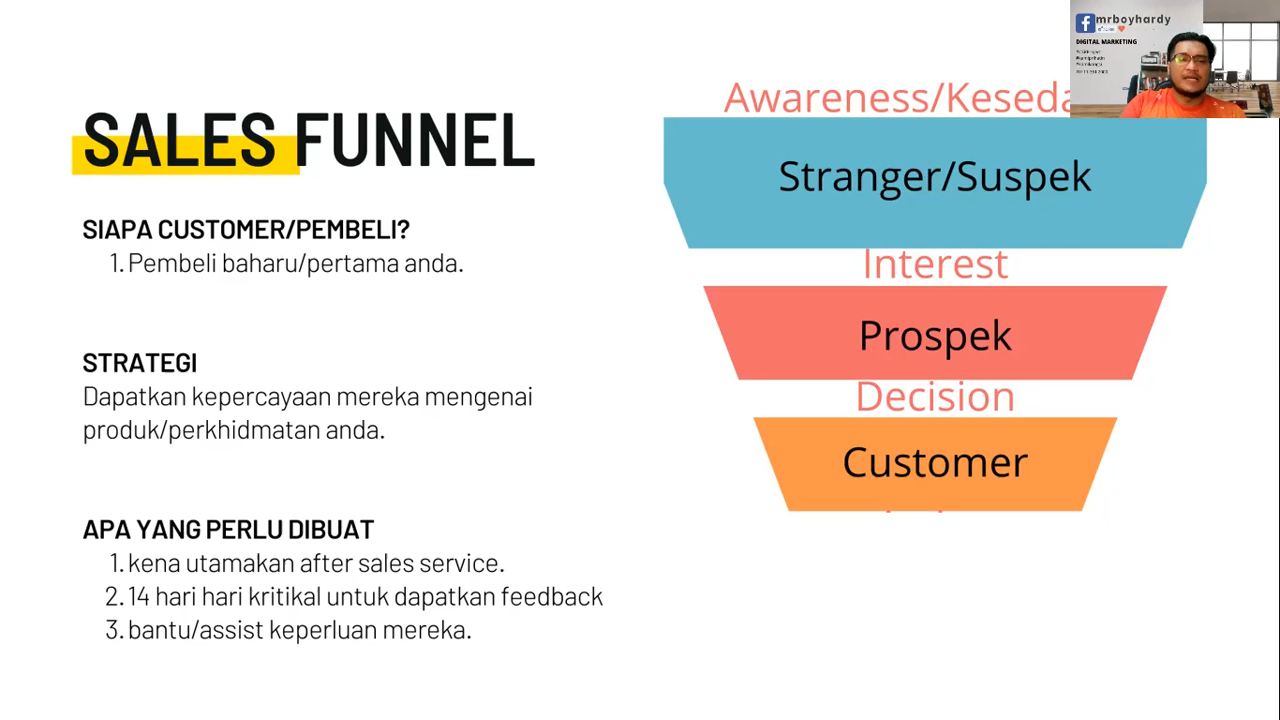 SALES FUNNEL
SIAPA CUSTOMER/PEMBELI?
1. Pembeli baharu/pertama anda.
STRATEGI
Dapatkan kepercayaan mereka mengenai
produk/perkhidmatan anda.
APA YANG PERLU DIBUAT
1. kena utamakan after sales service.
2. 14 hari hari kritikal untuk dapatkan feedback
3. bantu/assist keperluan mereka.
Awareness/Keseda
Stranger/Suspek
Interest
Prospek
Decision
Customer
mrboyhardy
DIGITAL MARKETING